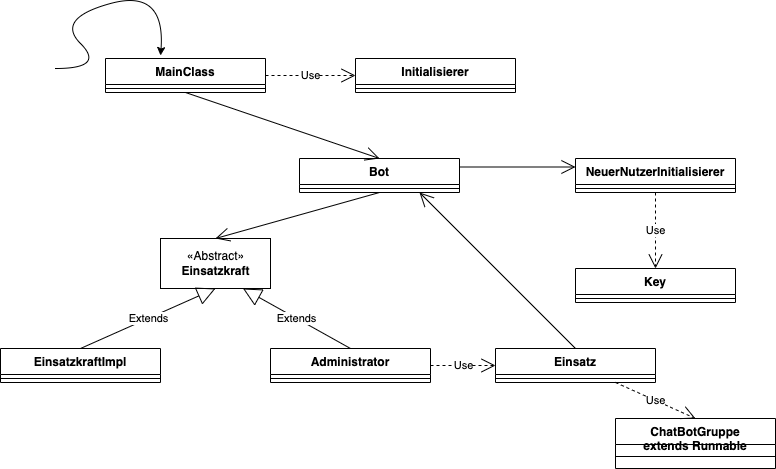 MainClass
Use
Initialisierer
Bot
NeuerNutzerInitialisierer
Use
«Abstract»
Einsatzkraft
Key
Extends
Extends
EinsatzkraftImpl
Administrator
Use
Einsatz
Use
ChatBotGruppe
extends Runnable